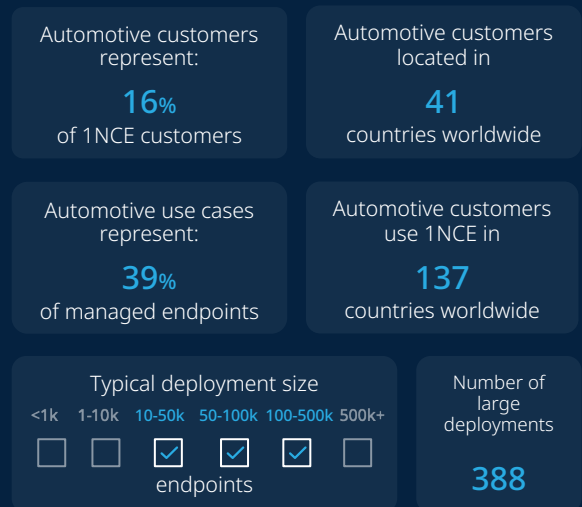 Automotive customers
represent:
16%
of 1NCE customers
Automotive customers
located in
41
countries worldwide
Automotive use cases
represent:
39%
of managed endpoints
Automotive customers
use 1NCE in
137
countries worldwide
Typical deployment size
<1k 1-10k 10-50k 50-100k 100-500k 500k+
endpoints
Number of
large
deployments
388